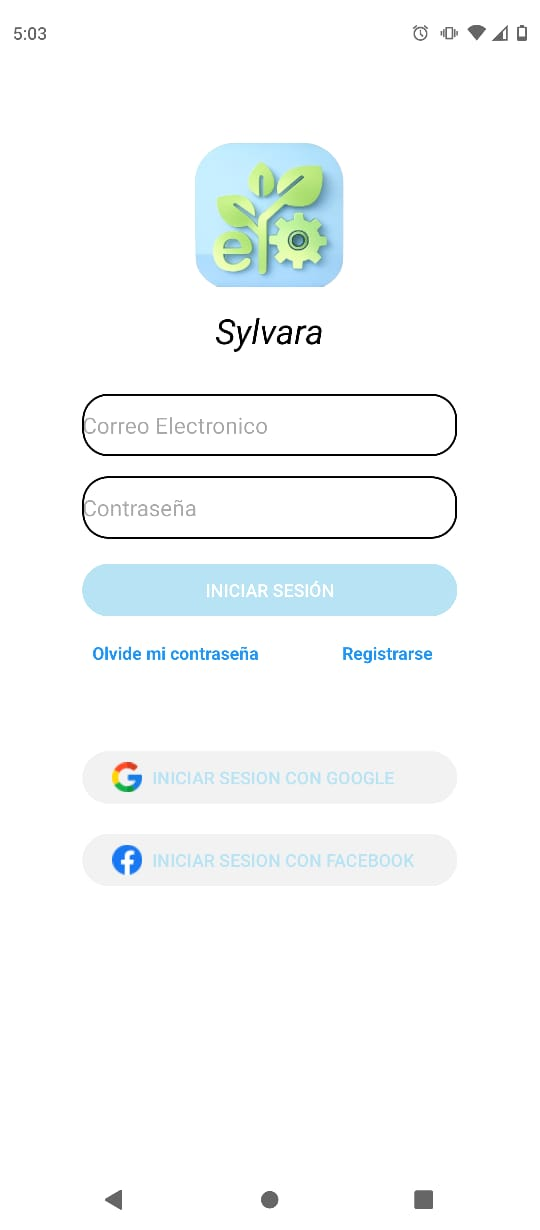 5:03
e
Sylvara
Correo Electronico
Contraseña
INICIAR SESIÓN
Olvide mi contraseña
Registrarse
INICIAR SESION CON GOOGLE
INICIAR SESION CON FACEBOOK